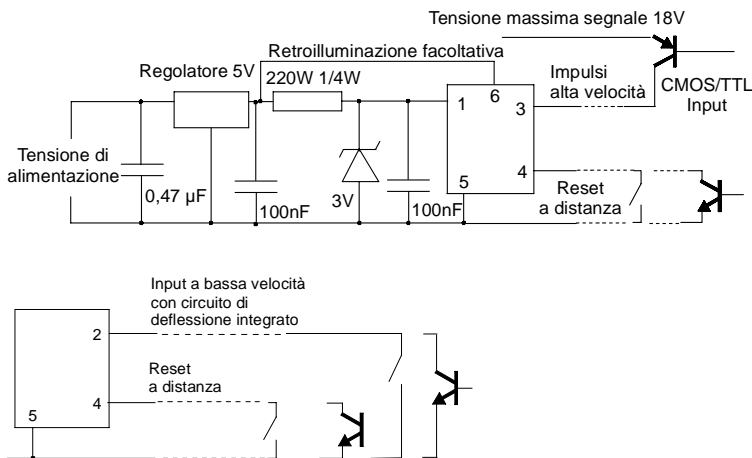 Tensione massima segnale 18V
Retroilluminazione facoltativa
Regolatore 5V
220W 1/4W
Impulsi
alta velocità
CMOS/TTL
Input
1
6
3
4
5
Tensione di
alimentazione
0,47 µF
100nF
3V
100nF
Reset
a distanza
Input a bassa velocità
con circuito di
deflessione integrato
2
Reset
a distanza
4
5